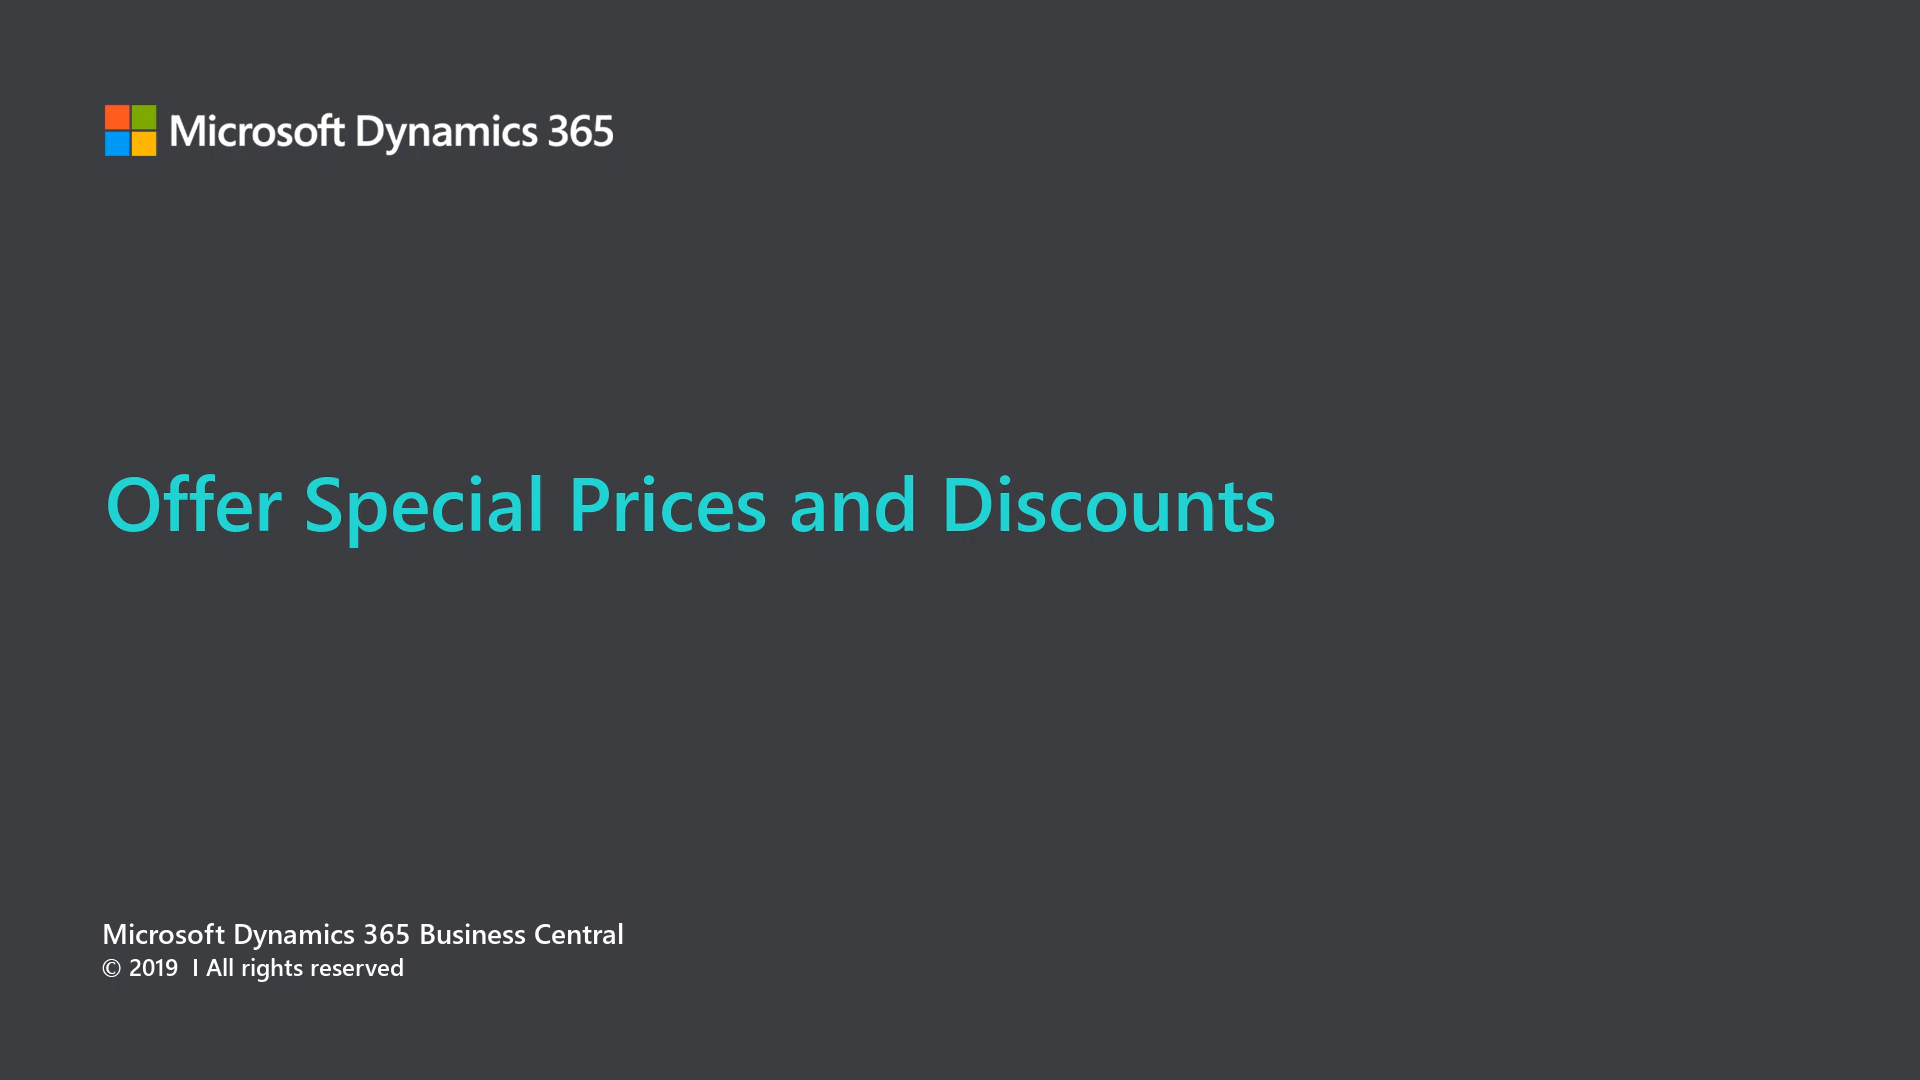 Microsoft Dynamics 365
Offer Special Prices and Discounts
Microsoft Dynamics 365 Business Central
© 2019 I All rights reserved